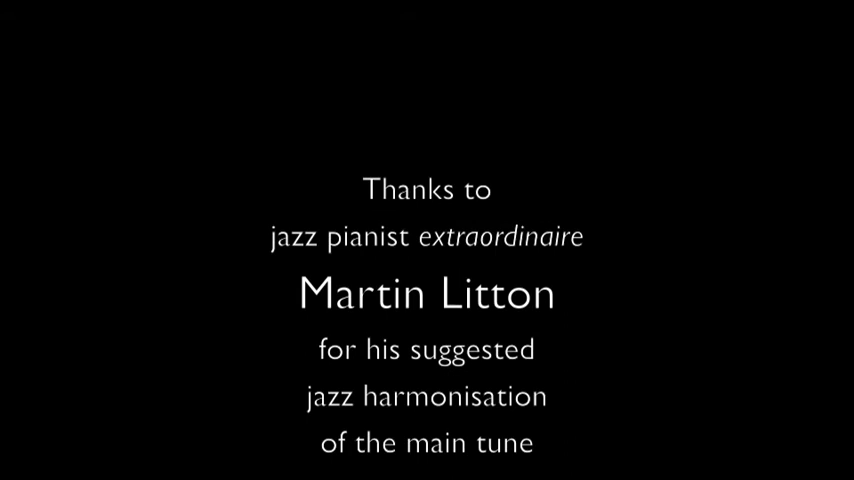 Thanks to
jazz pianist extraordinaire
Martin Litton
for his suggested
jazz harmonisation
of the main tune